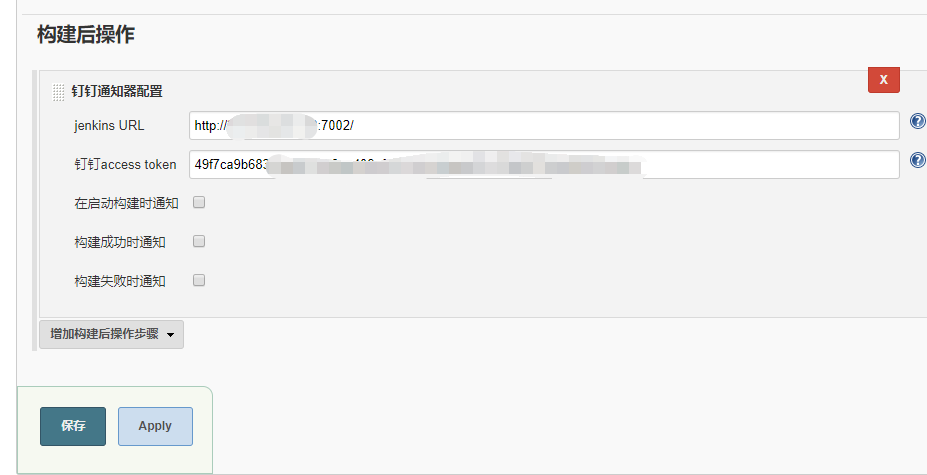 构建后操作
钉钉通知器配置
X
jenkins URL
http://
:7002/
钉钉access token
49f7ca9b683
在启动构建时通知
构建成功时通知
构建失败时通知
增加构建后操作步骤
保存
Apply